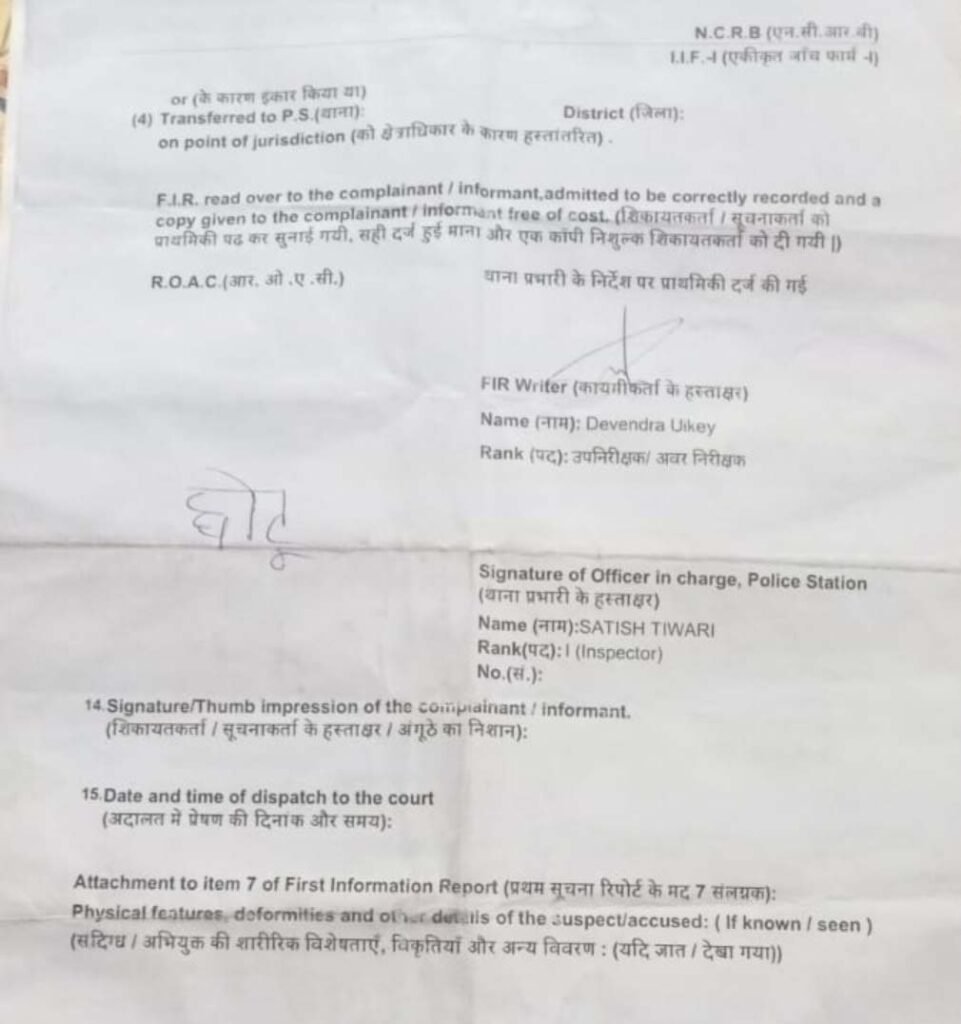 N.C.R.B (एन.सी.आर.बी)
I.I.F.-I (एकीकृत जाँच फार्म -I)
or (के कारण इंकार किया या)
(4) Transferred to P.S.(थाना):
District (जिला):
on point of jurisdiction (को क्षेत्राधिकार के कारण हस्तांतरित) .
F.I.R. read over to the complainant / informant,admitted to be correctly recorded and a
copy given to the complainant / informant free of cost. (शिकायतकर्ता / सूचनाकर्ता को
प्राथमिकी पढ़ कर सुनाई गयी, सही दर्ज हुई माना और एक कॉपी निशुल्क शिकायतकर्ता को दी गयी |)
R.O.A.C.(आर. ओ .ए .सी.)
थाना प्रभारी के निर्देश पर प्राथमिकी दर्ज की गई
FIR Writer (कायमीकर्ता के हस्ताक्षर)
Name (नाम): Devendra Uikey
Rank (पद): उपनिरीक्षक/ अवर निरीक्षक
छोटू
Signature of Officer in charge, Police Station
(थाना प्रभारी के हस्ताक्षर)
Name (नाम):SATISH TIWARI
Rank(पद): I (Inspector)
No.(सं.):
14.Signature/Thumb impression of the complainant / informant.
(शिकायतकर्ता / सूचनाकर्ता के हस्ताक्षर / अंगूठे का निशान):
15.Date and time of dispatch to the court
(अदालत मे प्रेषण की दिनांक और समय):
Attachment to item 7 of First Information Report (प्रथम सूचना रिपोर्ट के मद 7 संलग्नक):
Physical features, deformities and other details of the suspect/accused: ( If known / seen )
(संदिग्ध / अभियुक्त की शारीरिक विशेषताएँ, विकृतियाँ और अन्य विवरण : (यदि ज्ञात / देखा गया))